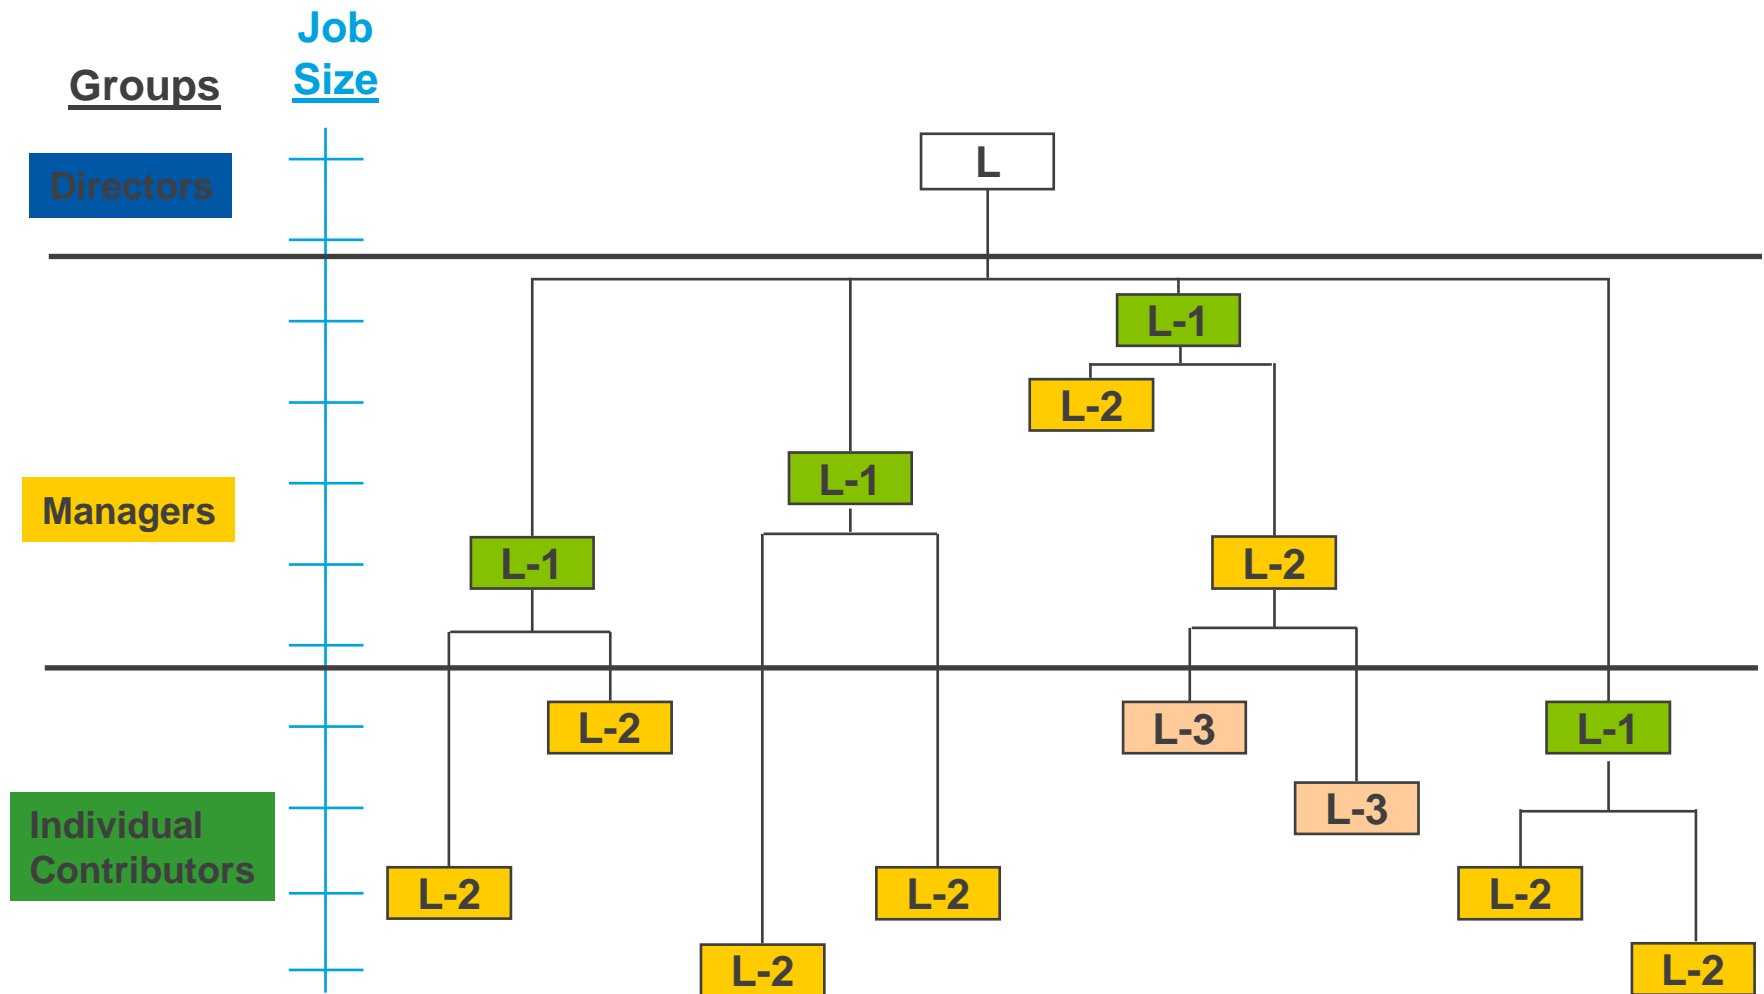 Job
Size
Groups
L
Directors
L-1
L-2
L-1
Managers
L-1
L-2
L-2
L-3
L-1
L-3
Individual
Contributors
L-2
L-2
L-2
L-2
L-2